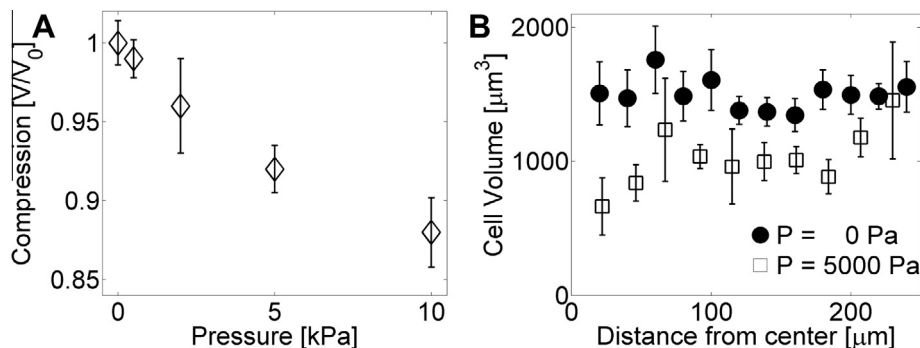 A
1
0.95
0.9
0.85
Compression [V/V₀]
0
5
10
Pressure [kPa]
B
2000
1000
0
Cell Volume [μm³]
0
100
200
Distance from center [μm]
P = 0 Pa
P = 5000 Pa